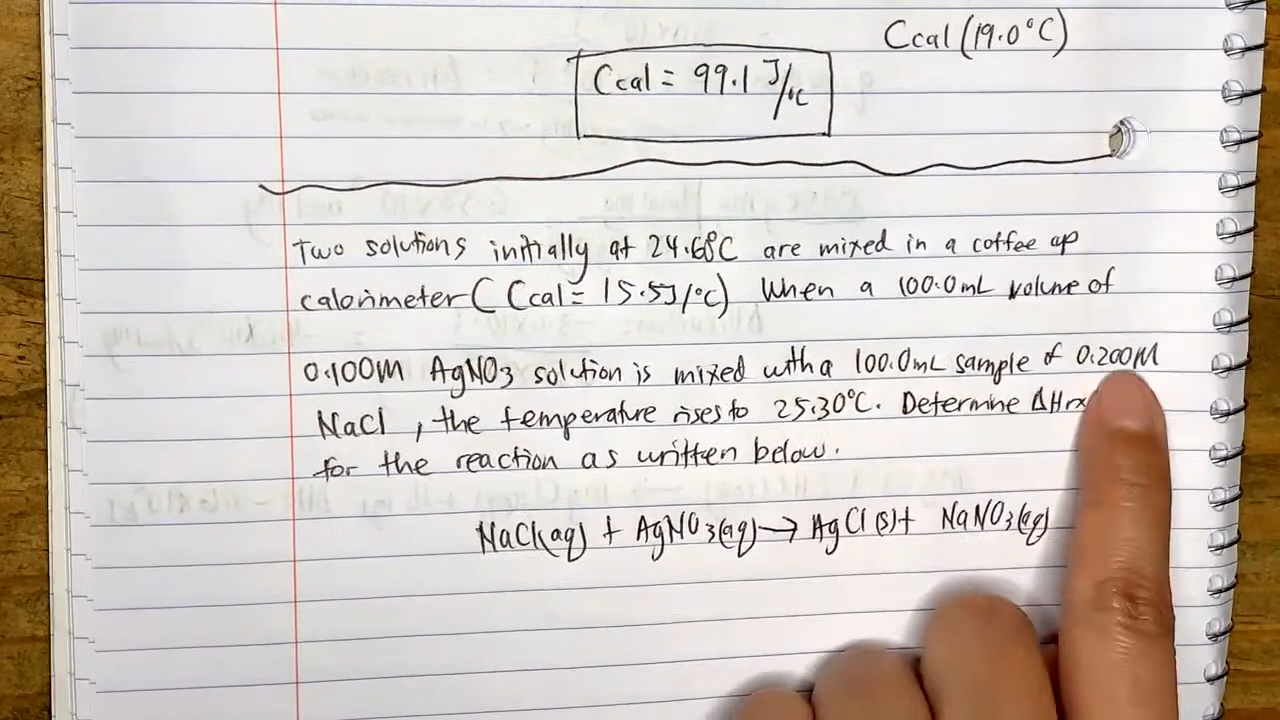 Ccal (19.0°C)
Ccal = 99.1 J/°C
Two solutions initially at 24.68°C are mixed in a coffee cup
calorimeter (Ccal = 15.5J/°C) When a 100.0mL volume of
0.100M AgNO3 solution is mixed with a 100.0mL sample of 0.200M
NaCl, the temperature rises to 25.30°C. Determine ΔHrx
for the reaction as written below.
NaCl(aq) + AgNO3(aq) → AgCl(s) + NaNO3(aq)